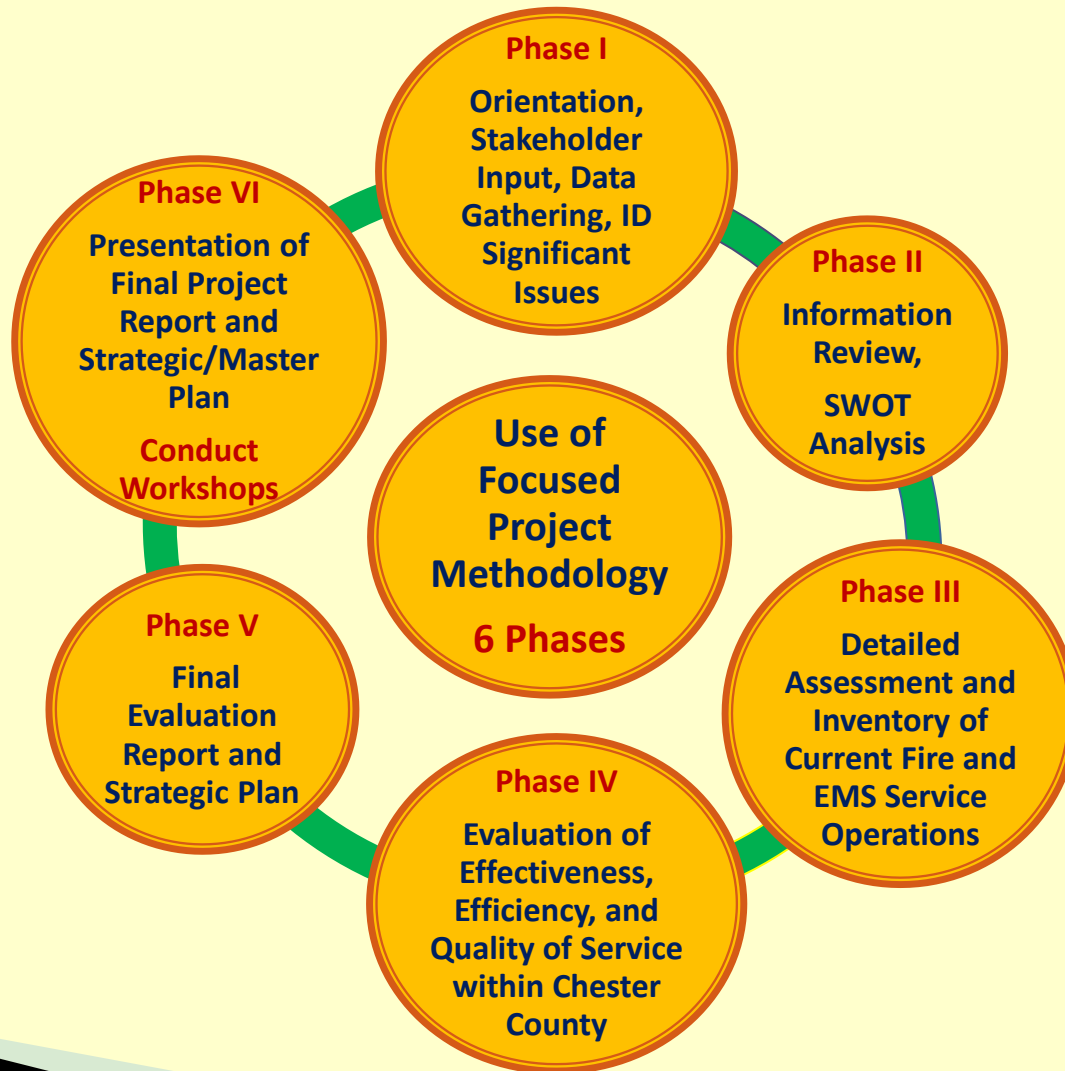 Phase I
Orientation,
Stakeholder
Input, Data
Gathering, ID
Significant
Issues
Phase II
Information
Review,
SWOT
Analysis
Phase III
Detailed
Assessment and
Inventory of
Current Fire and
EMS Service
Operations
Phase IV
Evaluation of
Effectiveness,
Efficiency, and
Quality of Service
within Chester
County
Phase V
Final
Evaluation
Report and
Strategic Plan
Phase VI
Presentation of
Final Project
Report and
Strategic/Master
Plan
Conduct
Workshops
Use of
Focused
Project
Methodology
6 Phases